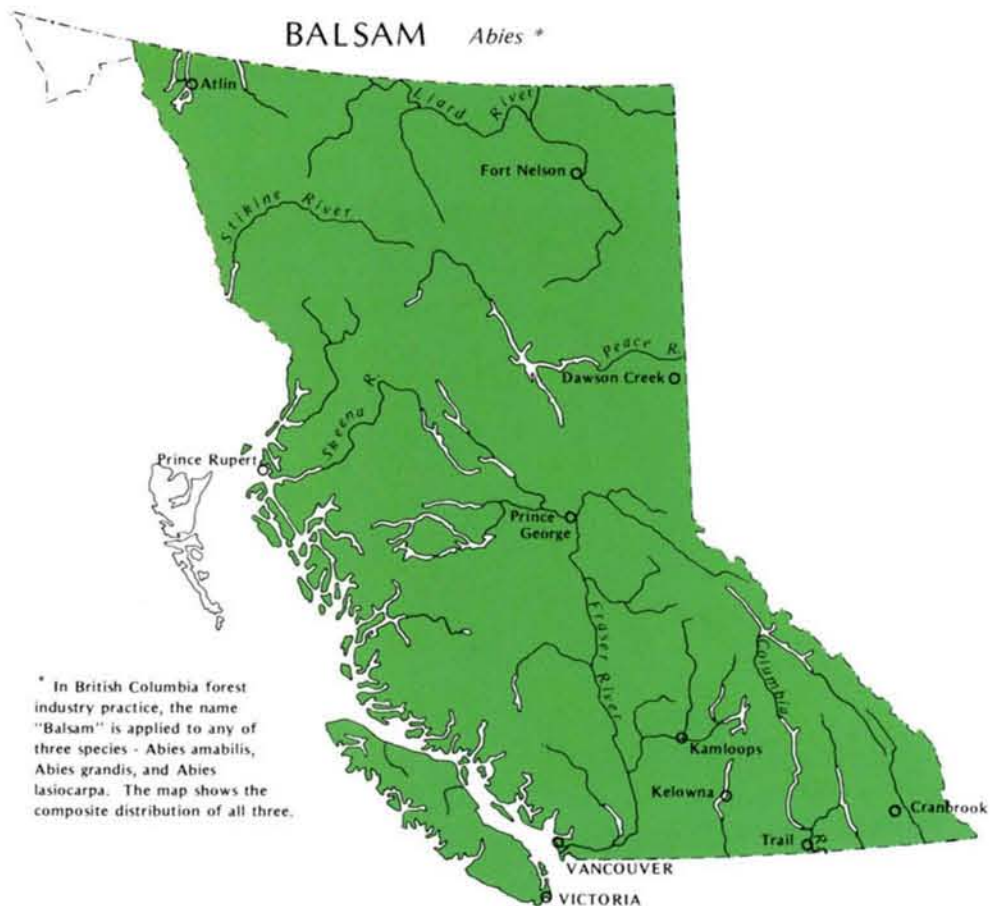 BALSAM Abies *
Atlin
Liard River
Fort Nelson
Stikine River
Peace R.
Dawson Creek
Skeena R.
Prince Rupert
Prince
George
Fraser River
Columbia
* In British Columbia forest
industry practice, the name
"Balsam" is applied to any of
three species - Abies amabilis,
Abies grandis, and Abies
lasiocarpa. The map shows the
composite distribution of all three.
Kamloops
Kelowna
Cranbrook
Trail
R.
VANCOUVER
VICTORIA